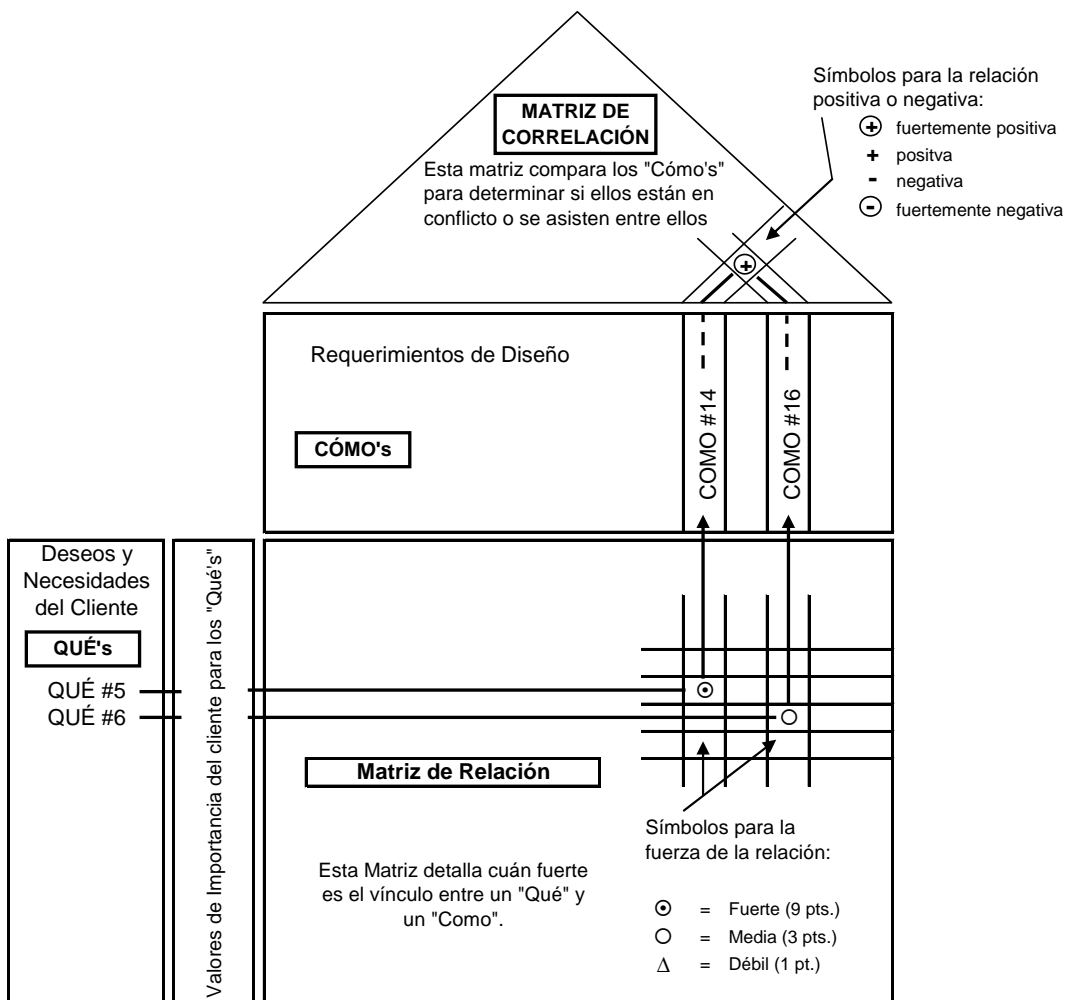 MATRIZ DE
CORRELACIÓN
Esta matriz compara los "Cómo's"
para determinar si ellos están en
conflicto o se asisten entre ellos
Símbolos para la relación
positiva o negativa:
+ fuertemente positiva
+ positva
- negativa
- fuertemente negativa
+
Requerimientos de Diseño
CÓMO's
COMO #14
COMO #16
Deseos y
Necesidades
del Cliente
QUÉ's
QUÉ #5
QUÉ #6
Valores de Importancia del cliente para los "Qué's"
Matriz de Relación
Esta Matriz detalla cuán fuerte
es el vínculo entre un "Qué" y
un "Como".
Símbolos para la
fuerza de la relación:
⊙ = Fuerte (9 pts.)
○ = Media (3 pts.)
Δ = Débil (1 pt.)